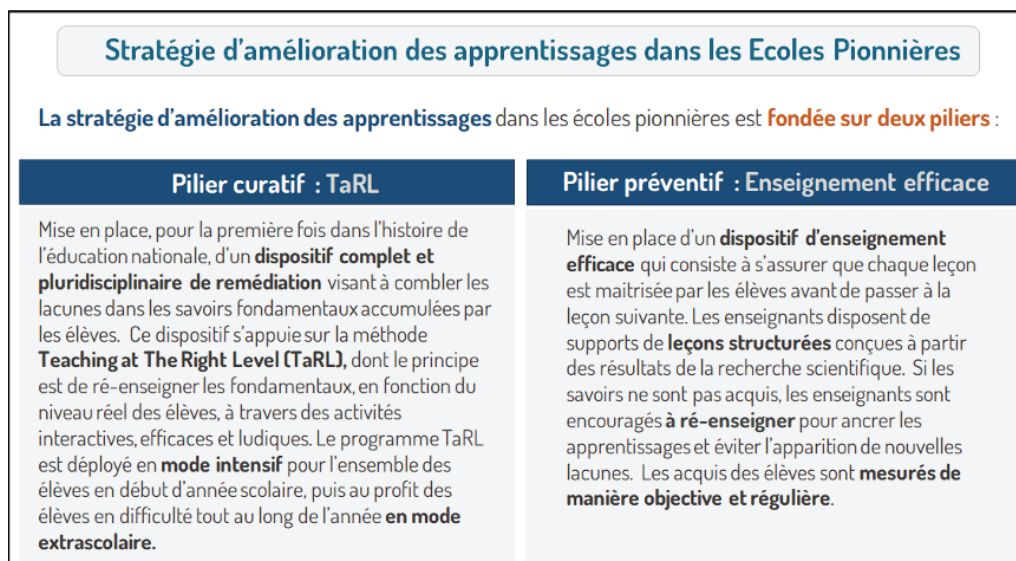 Stratégie d'amélioration des apprentissages dans les Ecoles Pionnières
La stratégie d'amélioration des apprentissages dans les écoles pionnières est fondée sur deux piliers :
Pilier curatif : TaRL
Mise en place, pour la première fois dans l'histoire de
l'éducation nationale, d'un dispositif complet et
pluridisciplinaire de remédiation visant à combler les
lacunes dans les savoirs fondamentaux accumulées par
les élèves. Ce dispositif s'appuie sur la méthode
Teaching at The Right Level (TaRL), dont le principe
est de ré-enseigner les fondamentaux, en fonction du
niveau réel des élèves, à travers des activités
interactives, efficaces et ludiques. Le programme TaRL
est déployé en mode intensif pour l'ensemble des
élèves en début d'année scolaire, puis au profit des
élèves en difficulté tout au long de l'année en mode
extrascolaire.
Pilier préventif : Enseignement efficace
Mise en place d'un dispositif d'enseignement
efficace qui consiste à s'assurer que chaque leçon
est maitrisée par les élèves avant de passer à la
leçon suivante. Les enseignants disposent de
supports de leçons structurées conçues à partir
des résultats de la recherche scientifique. Si les
savoirs ne sont pas acquis, les enseignants sont
encouragés à ré-enseigner pour ancrer les
apprentissages et éviter l'apparition de nouvelles
lacunes. Les acquis des élèves sont mesurés de
manière objective et régulière.